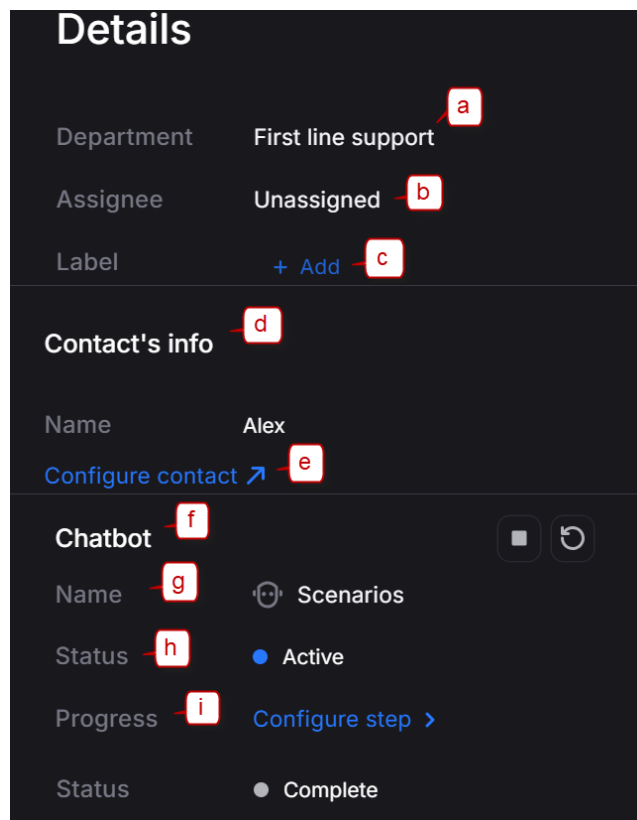 Details
a
Department First line support
Assignee Unassigned b
Label + Add c
Contact's info d
Name Alex
Configure contact e
Chatbot f
Name g Scenarios
Status h Active
Progress i Configure step
Status Complete